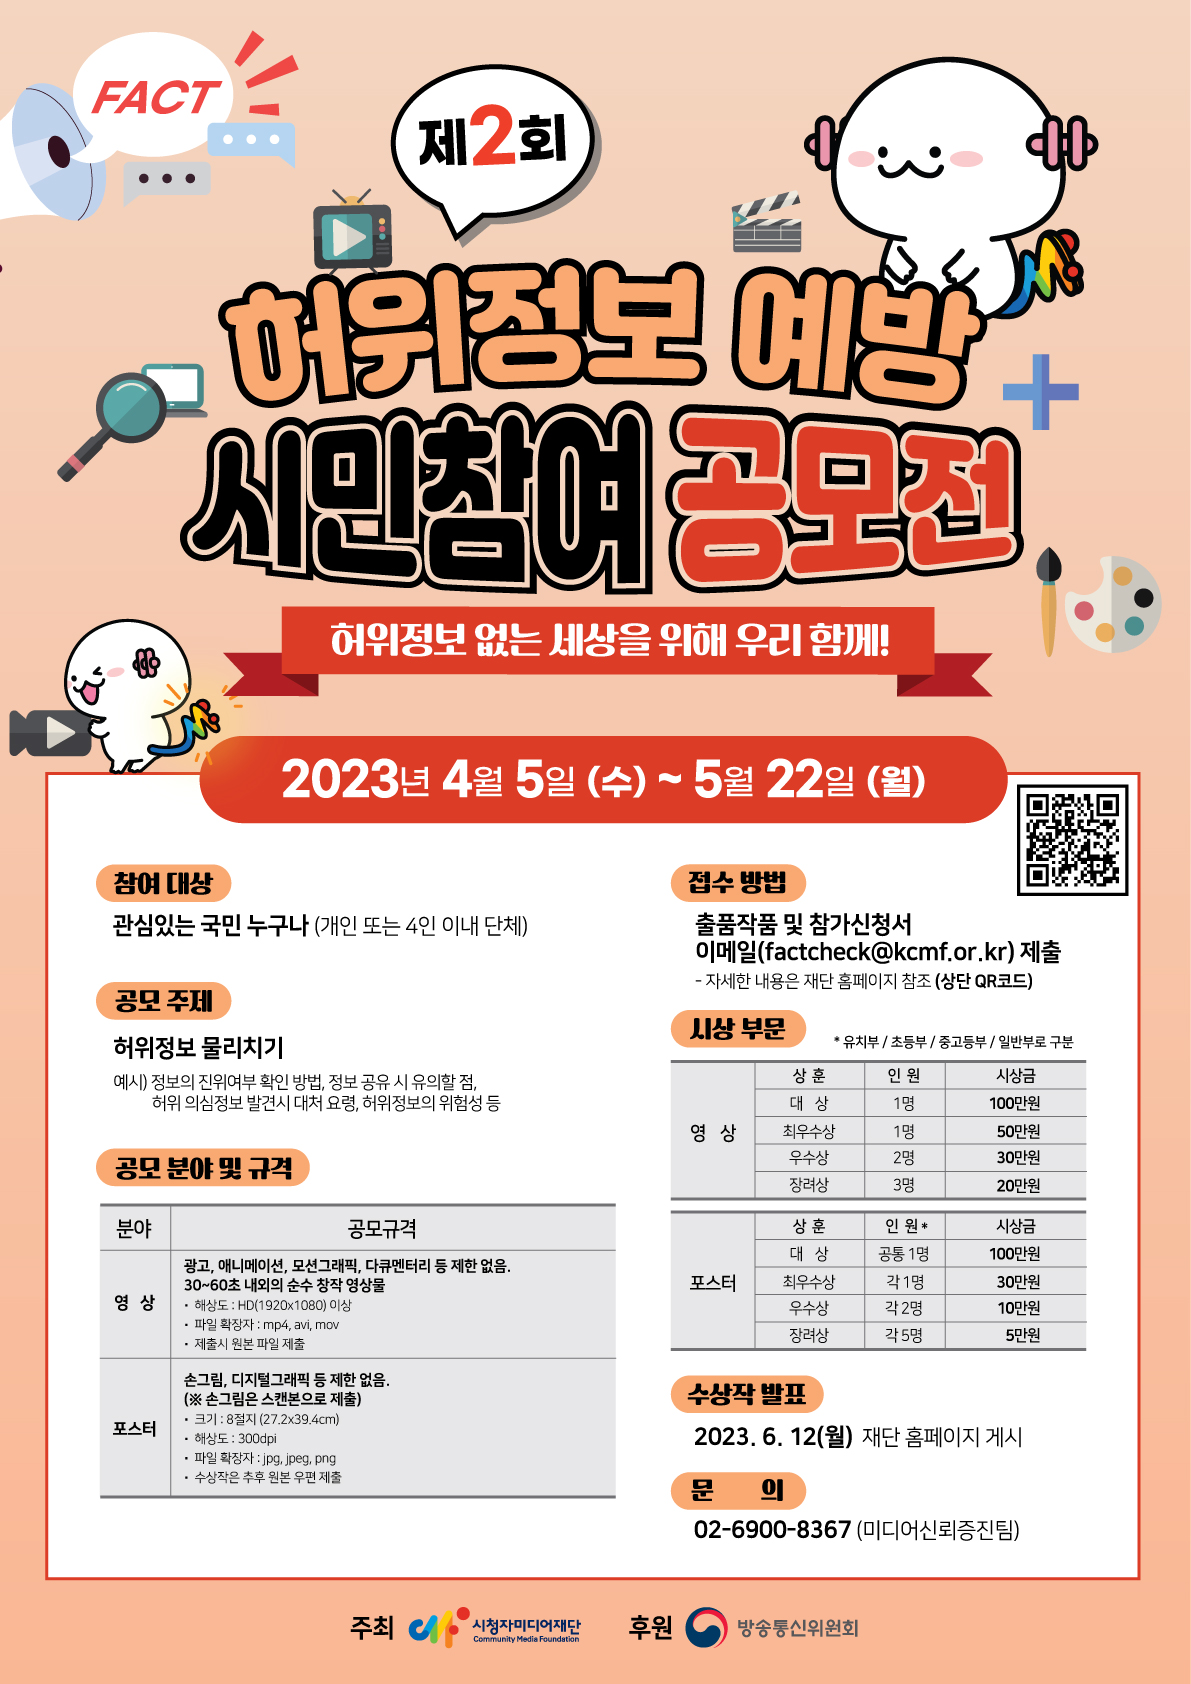 FACT
제2회
허위정보 예방
시민참여 공모전
허위정보 없는 세상을 위해 우리 함께!
2023년 4월 5일 (수) ~ 5월 22일 (월)
참여 대상
관심있는 국민 누구나 (개인 또는 4인 이내 단체)
공모 주제
허위정보 물리치기
예시) 정보의 진위여부 확인 방법, 정보 공유 시 유의할 점,
허위 의심정보 발견시 대처 요령, 허위정보의 위험성 등
공모 분야 및 규격
분야 공모규격
영 상
광고, 애니메이션, 모션그래픽, 다큐멘터리 등 제한 없음.
30~60초 내외의 순수 창작 영상물
• 해상도 : HD(1920x1080) 이상
• 파일 확장자 : mp4, avi, mov
• 제출시 원본 파일 제출
포스터
손그림, 디지털그래픽 등 제한 없음.
(※ 손그림은 스캔본으로 제출)
• 크기 : 8절지 (27.2x39.4cm)
• 해상도 : 300dpi
• 파일 확장자 : jpg, jpeg, png
• 수상작은 추후 원본 우편 제출
접수 방법
출품작품 및 참가신청서
이메일(factcheck@kcmf.or.kr) 제출
- 자세한 내용은 재단 홈페이지 참조 (상단 QR코드)
시상 부문
* 유치부 / 초등부 / 중고등부 / 일반부로 구분
영 상
상 훈 인 원 시상금
대 상 1명 100만원
최우수상 1명 50만원
우수상 2명 30만원
장려상 3명 20만원
포스터
상 훈 인 원* 시상금
대 상 공통 1명 100만원
최우수상 각 1명 30만원
우수상 각 2명 10만원
장려상 각 5명 5만원
수상작 발표
2023. 6. 12(월) 재단 홈페이지 게시
문 의
02-6900-8367 (미디어신뢰증진팀)
주최 시청자미디어재단
Community Media Foundation
후원 방송통신위원회